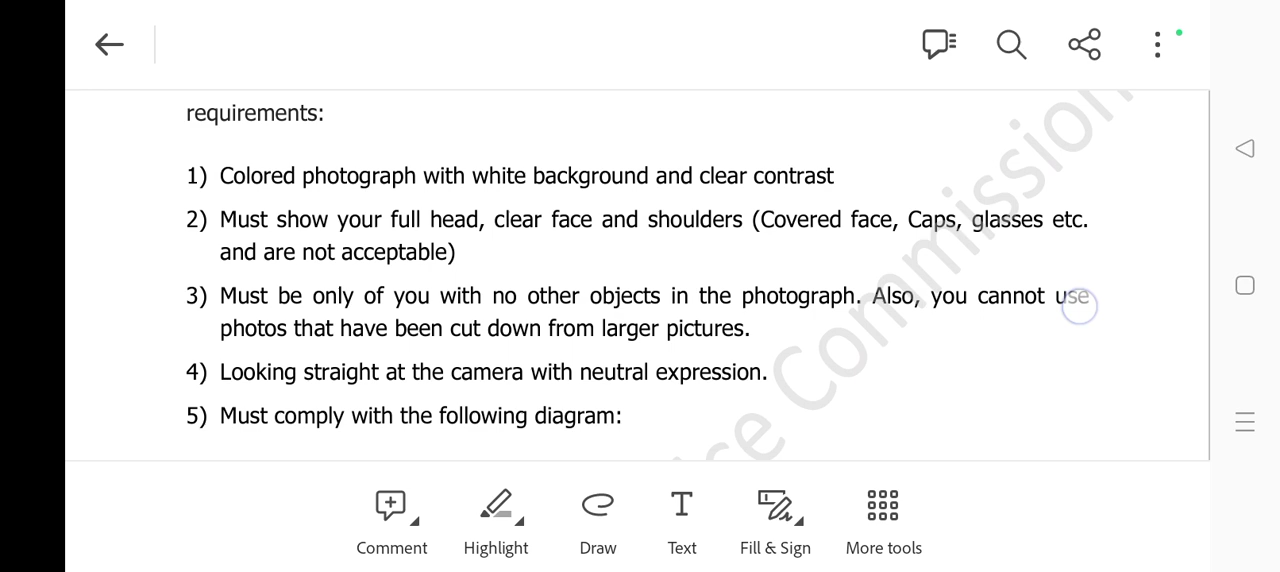 requirements:
1) Colored photograph with white background and clear contrast
2) Must show your full head, clear face and shoulders (Covered face, Caps, glasses etc.
and are not acceptable)
3) Must be only of you with no other objects in the photograph. Also, you cannot use
photos that have been cut down from larger pictures.
4) Looking straight at the camera with neutral expression.
5) Must comply with the following diagram:
ice Commission
Comment Highlight Draw Text Fill & Sign More tools